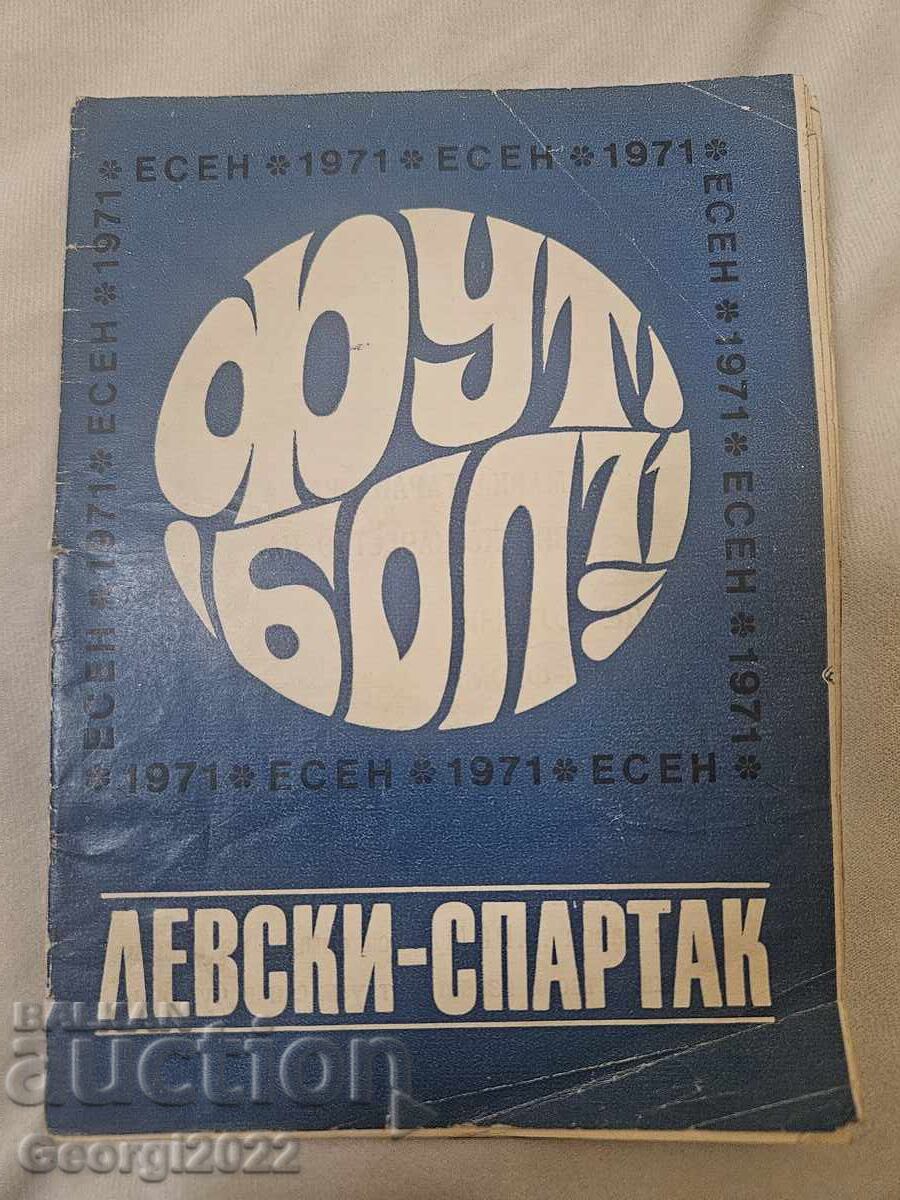 ЕСЕН * 1971 * ЕСЕН * 1971 *
ЕСЕН * 1971 * ЕСЕН * 1971 *
* 1971 * ЕСЕН * 1971 * ЕСЕН *
ЕСЕН * 1971 * ЕСЕН * 1971 *
ФУТ
БОЛ 71
ЛЕВСКИ-СПАРТАК
BALKAN
auction
Georgi2022